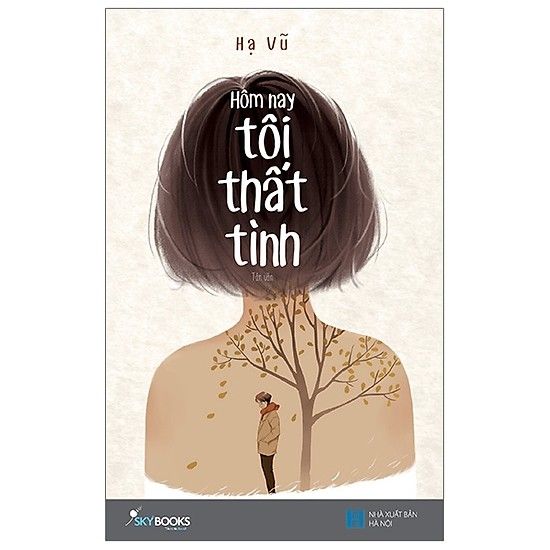 Hạ Vũ
Hôm nay
tôi
thất
tình
Tản văn
SKYBOOKS
NHÀ XUẤT BẢN
HÀ NỘI